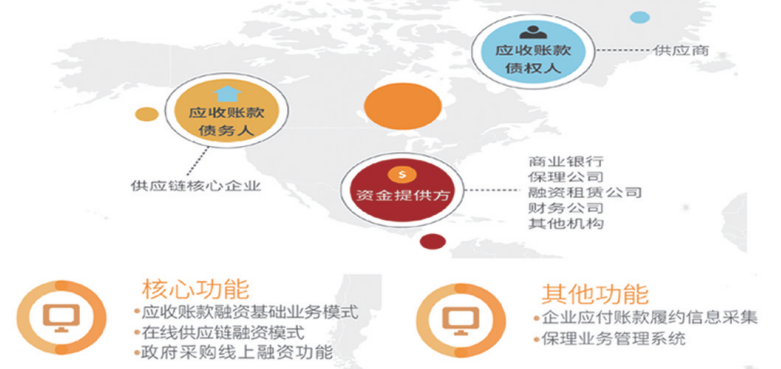 应收账款
债权人
供应商
应收账款
债务人
供应链核心企业
$
资金提供方
商业银行
保理公司
融资租赁公司
财务公司
其他机构
核心功能
•应收账款融资基础业务模式
•在线供应链融资模式
•政府采购线上融资功能
其他功能
•企业应付账款履约信息采集
•保理业务管理系统